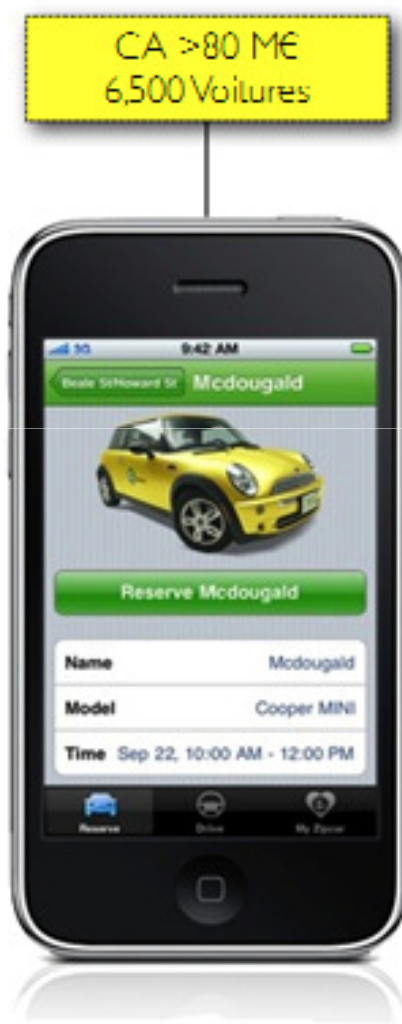 CA >80 M€
6,500 Voitures
3G 9:42 AM
Beale St/Howard St Mcdougald
Reserve Mcdougald
Name Mcdougald
Model Cooper MINI
Time Sep 22, 10:00 AM - 12:00 PM
Reserve Drive My Zipcar